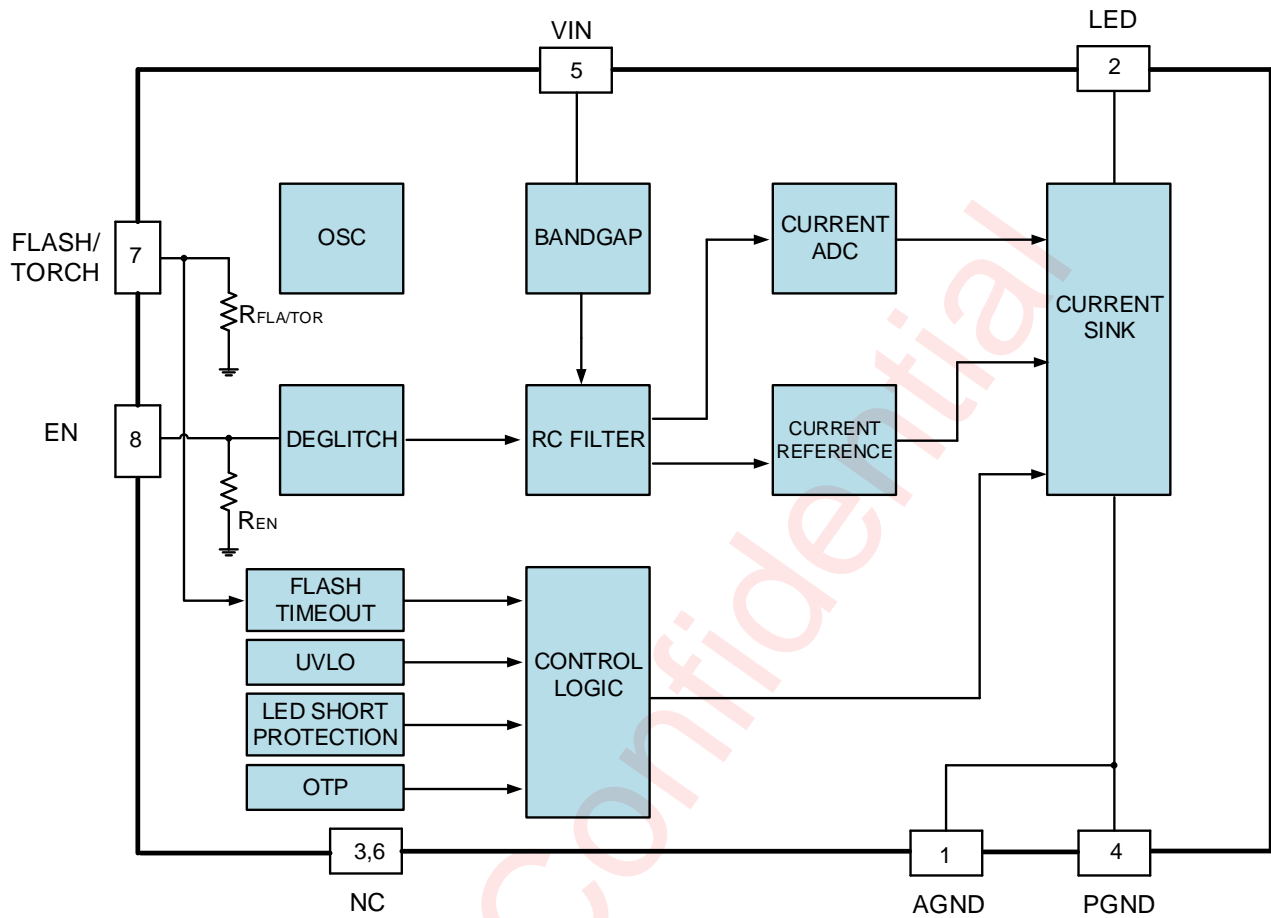 VIN
LED
5
2
FLASH/
TORCH
7
OSC
BANDGAP
CURRENT
ADC
CURRENT
SINK
RFLA/TOR
EN
8
DEGLITCH
RC FILTER
CURRENT
REFERENCE
REN
FLASH
TIMEOUT
UVLO
LED SHORT
PROTECTION
OTP
CONTROL
LOGIC
3,6
1
4
NC
AGND
PGND
Confidential